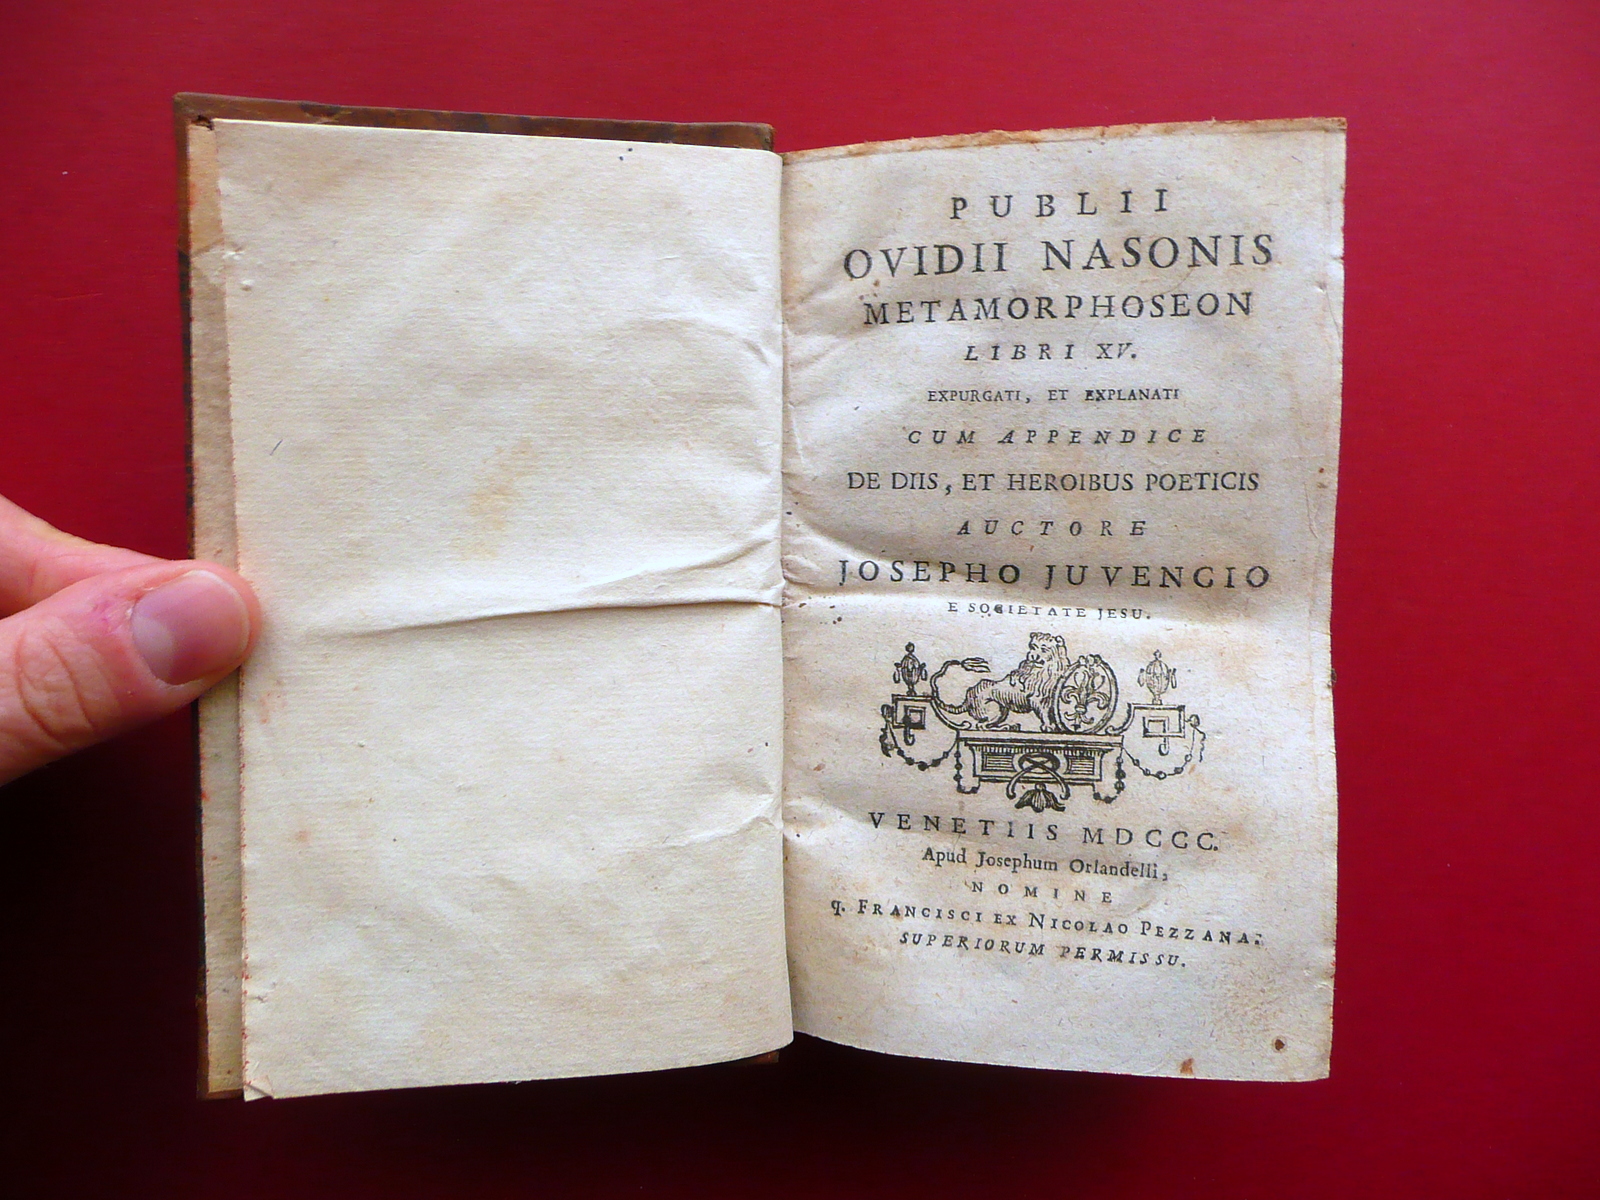 PUBLII
OVIDII NASONIS
METAMORPHOSEON
LIBRI XV.
EXPURGATI, ET EXPLANATI
CUM APPENDICE
DE DIIS, ET HEROIBUS POETICIS
AUCTORE
JOSEPHO JUVENCIO
E SOCIETATE JESU.
VENETIIS MDCCC.
Apud Josephum Orlandelli,
NOMINE
q. FRANCISCI EX NICOLAO PEZZANA.
SUPERIORUM PERMISSU.